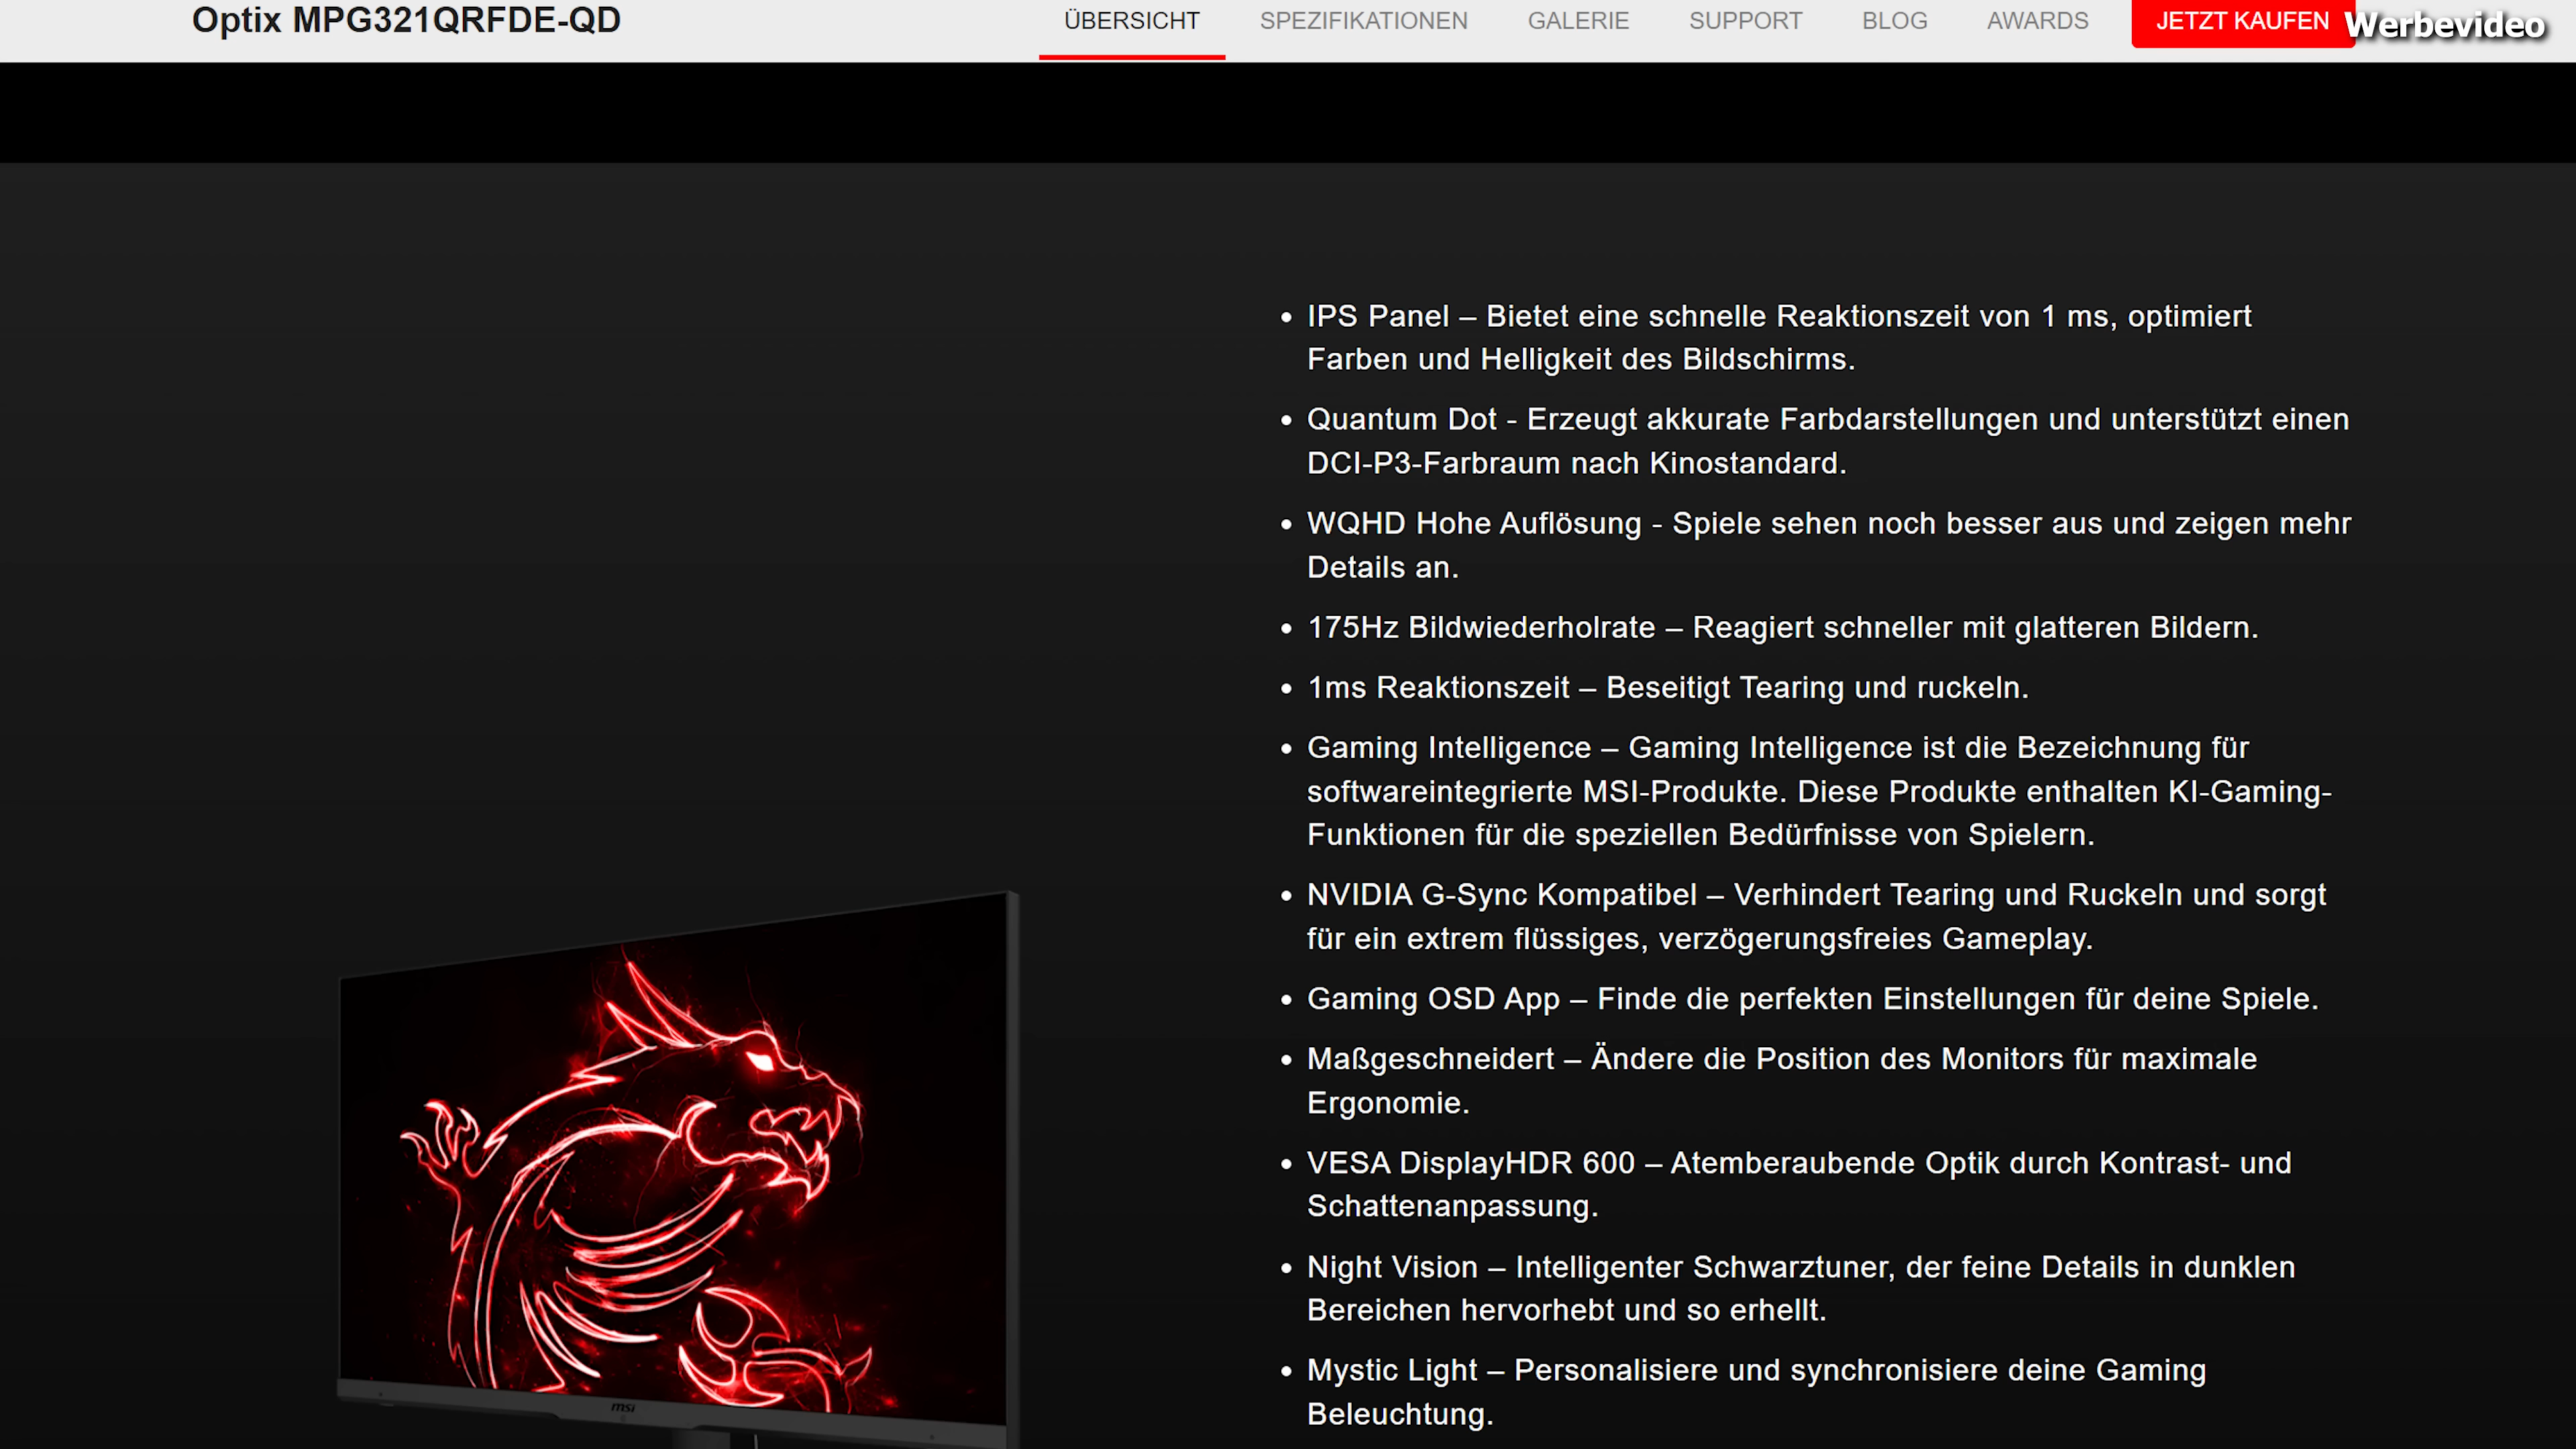 Optix MPG321QRFDE-QD
ÜBERSICHT
SPEZIFIKATIONEN
GALERIE
SUPPORT
BLOG
AWARDS
JETZT KAUFEN
Werbevideo
• IPS Panel – Bietet eine schnelle Reaktionszeit von 1 ms, optimiert
Farben und Helligkeit des Bildschirms.
• Quantum Dot - Erzeugt akkurate Farbdarstellungen und unterstützt einen
DCI-P3-Farbraum nach Kinostandard.
• WQHD Hohe Auflösung - Spiele sehen noch besser aus und zeigen mehr
Details an.
• 175Hz Bildwiederholrate – Reagiert schneller mit glatteren Bildern.
• 1ms Reaktionszeit – Beseitigt Tearing und ruckeln.
• Gaming Intelligence – Gaming Intelligence ist die Bezeichnung für
softwareintegrierte MSI-Produkte. Diese Produkte enthalten KI-Gaming-
Funktionen für die speziellen Bedürfnisse von Spielern.
• NVIDIA G-Sync Kompatibel – Verhindert Tearing und Ruckeln und sorgt
für ein extrem flüssiges, verzögerungsfreies Gameplay.
• Gaming OSD App – Finde die perfekten Einstellungen für deine Spiele.
• Maßgeschneidert – Ändere die Position des Monitors für maximale
Ergonomie.
• VESA DisplayHDR 600 – Atemberaubende Optik durch Kontrast- und
Schattenanpassung.
• Night Vision – Intelligenter Schwarztuner, der feine Details in dunklen
Bereichen hervorhebt und so erhellt.
• Mystic Light – Personalisiere und synchronisiere deine Gaming
Beleuchtung.
msi